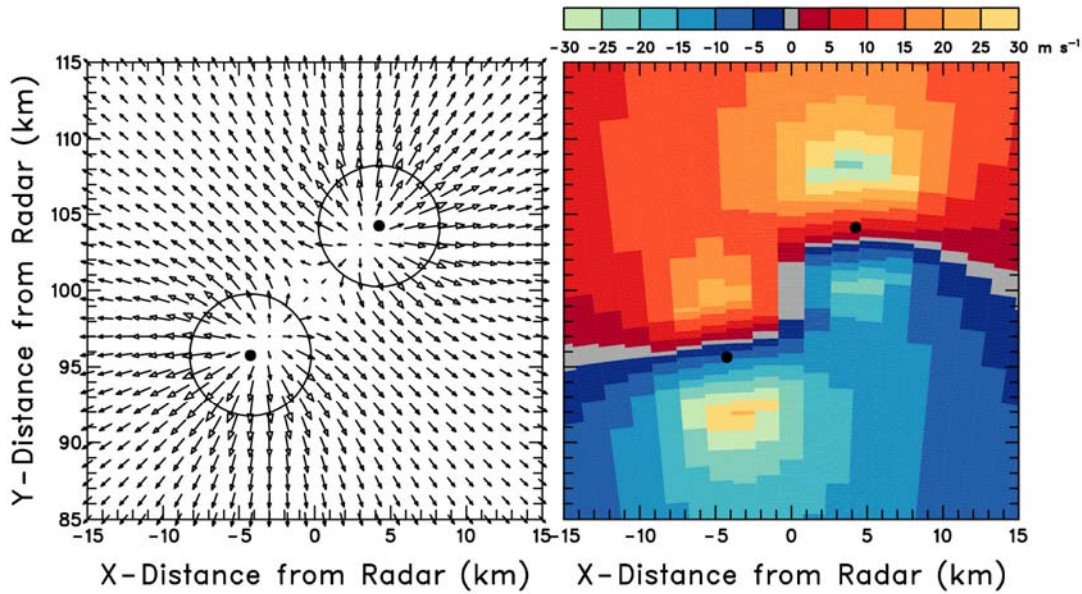 -30 -25 -20 -15 -10 -5 0 5 10 15 20 25 30 m s⁻¹
115
110
105
100
95
90
85
Y-Distance from Radar (km)
-15 -10 -5 0 5 10 15
-15 -10 -5 0 5 10 15
X-Distance from Radar (km)
X-Distance from Radar (km)